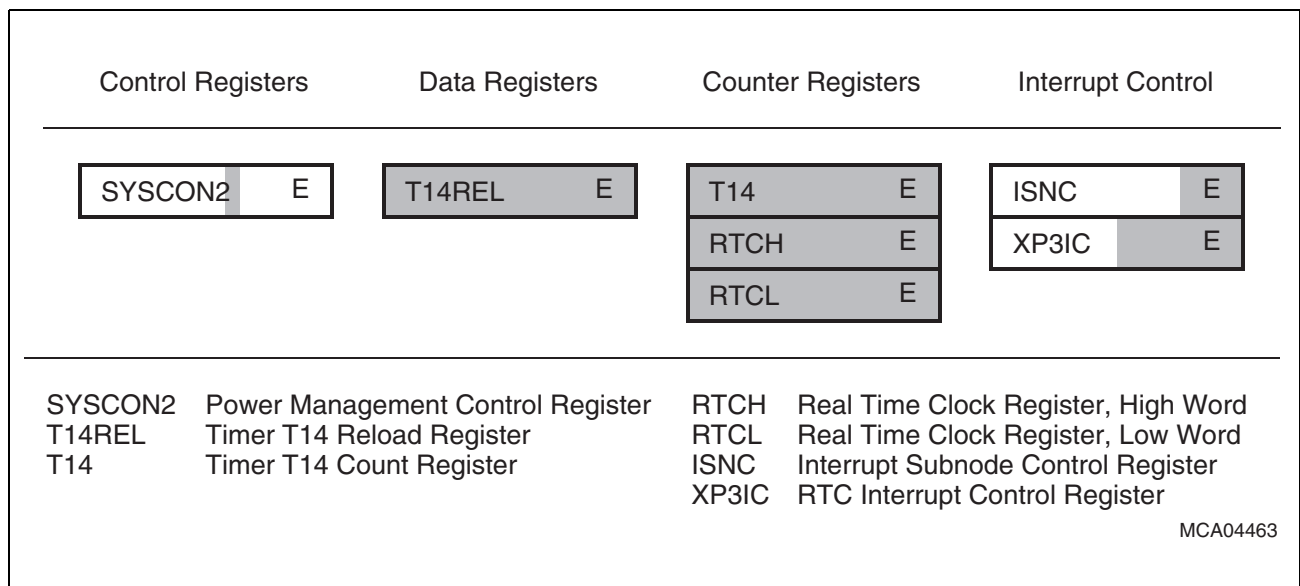 Control Registers Data Registers Counter Registers Interrupt Control
SYSCON2 E T14REL E T14 E ISNC E
RTCH E XP3IC E
RTCL E
SYSCON2 Power Management Control Register RTCH Real Time Clock Register, High Word
T14REL Timer T14 Reload Register RTCL Real Time Clock Register, Low Word
T14 Timer T14 Count Register ISNC Interrupt Subnode Control Register
XP3IC RTC Interrupt Control Register
MCA04463